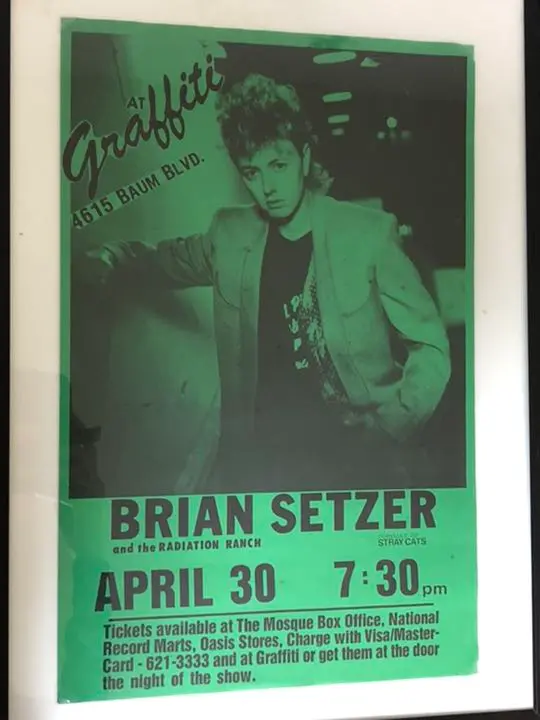 AT
Graffiti
4615 BAUM BLVD.
BRIAN SETZER
and the RADIATION RANCH
STRAY CATS
APRIL 30 7:30 pm
Tickets available at The Mosque Box Office, National
Record Marts, Oasis Stores, Charge with Visa/Master-
Card - 621-3333 and at Graffiti or get them at the door
the night of the show.